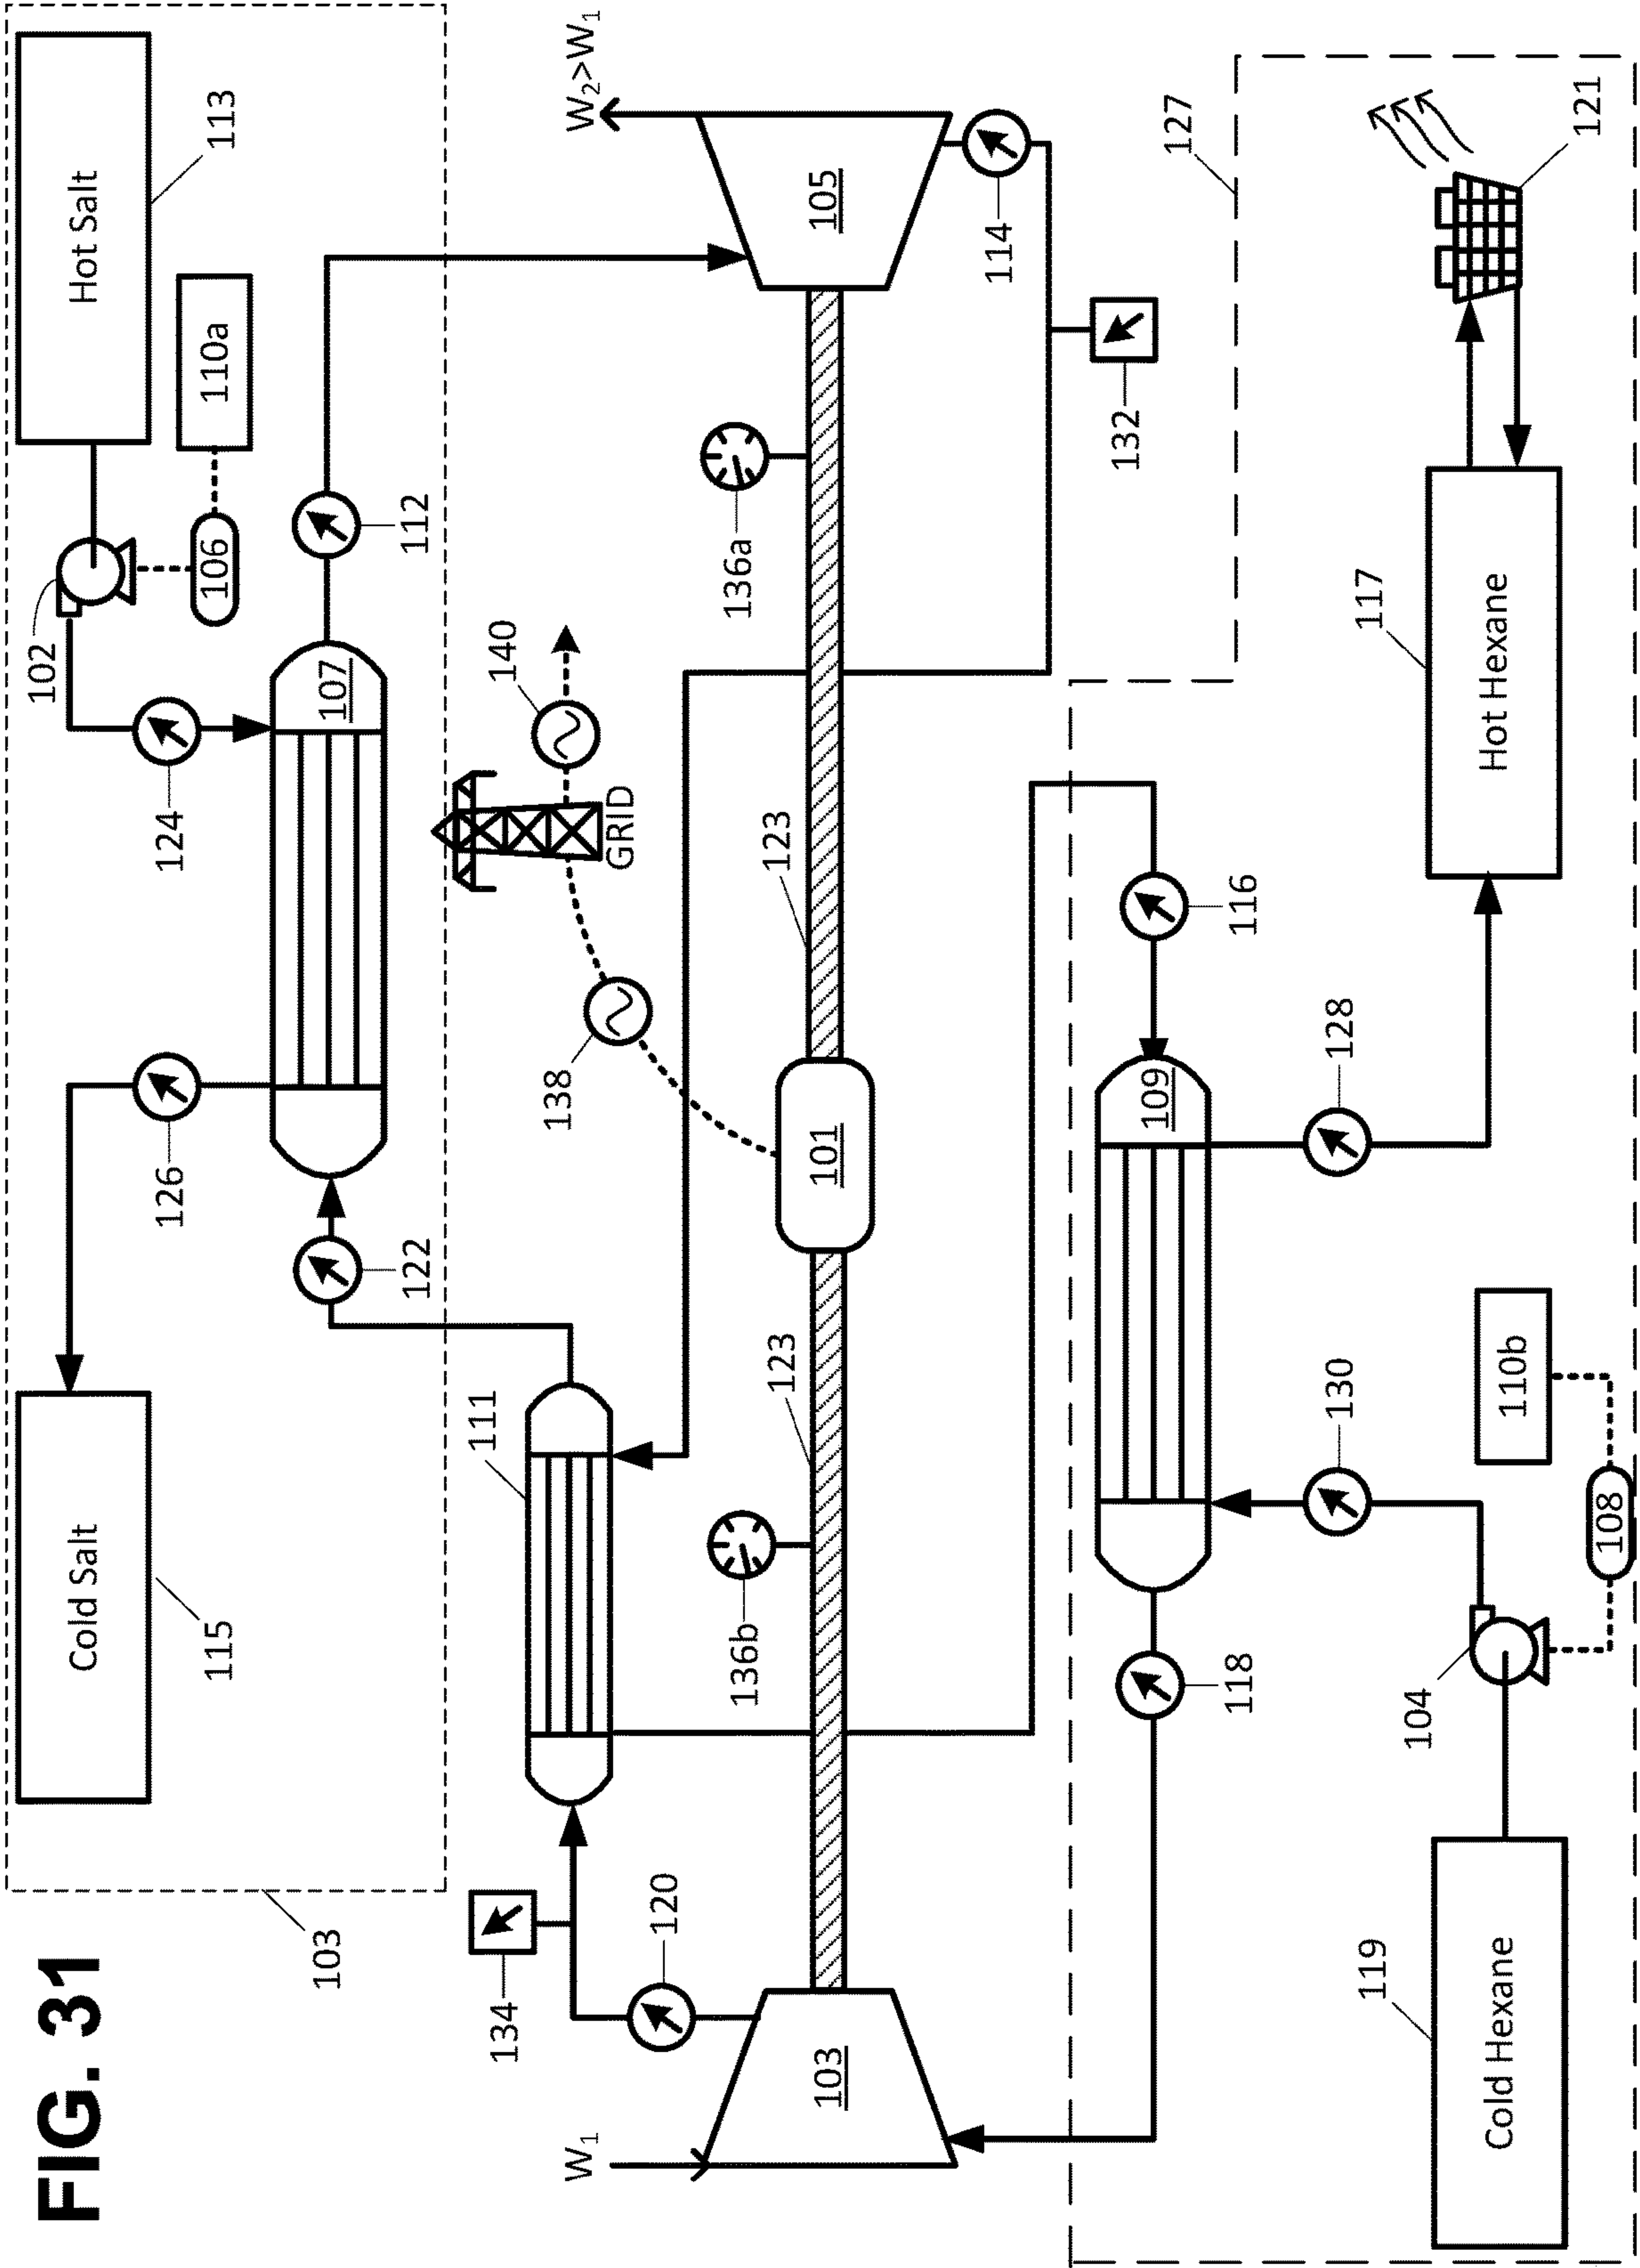 FIG. 31
103
Cold Salt
115
Hot Salt
113
102
106
110a
126
124
107
122
112
111
134
120
138
140
GRID
W₁
W₂>W₁
103
136b
123
101
123
136a
105
114
132
127
118
109
116
130
128
119
Cold Hexane
104
108
110b
117
Hot Hexane
121